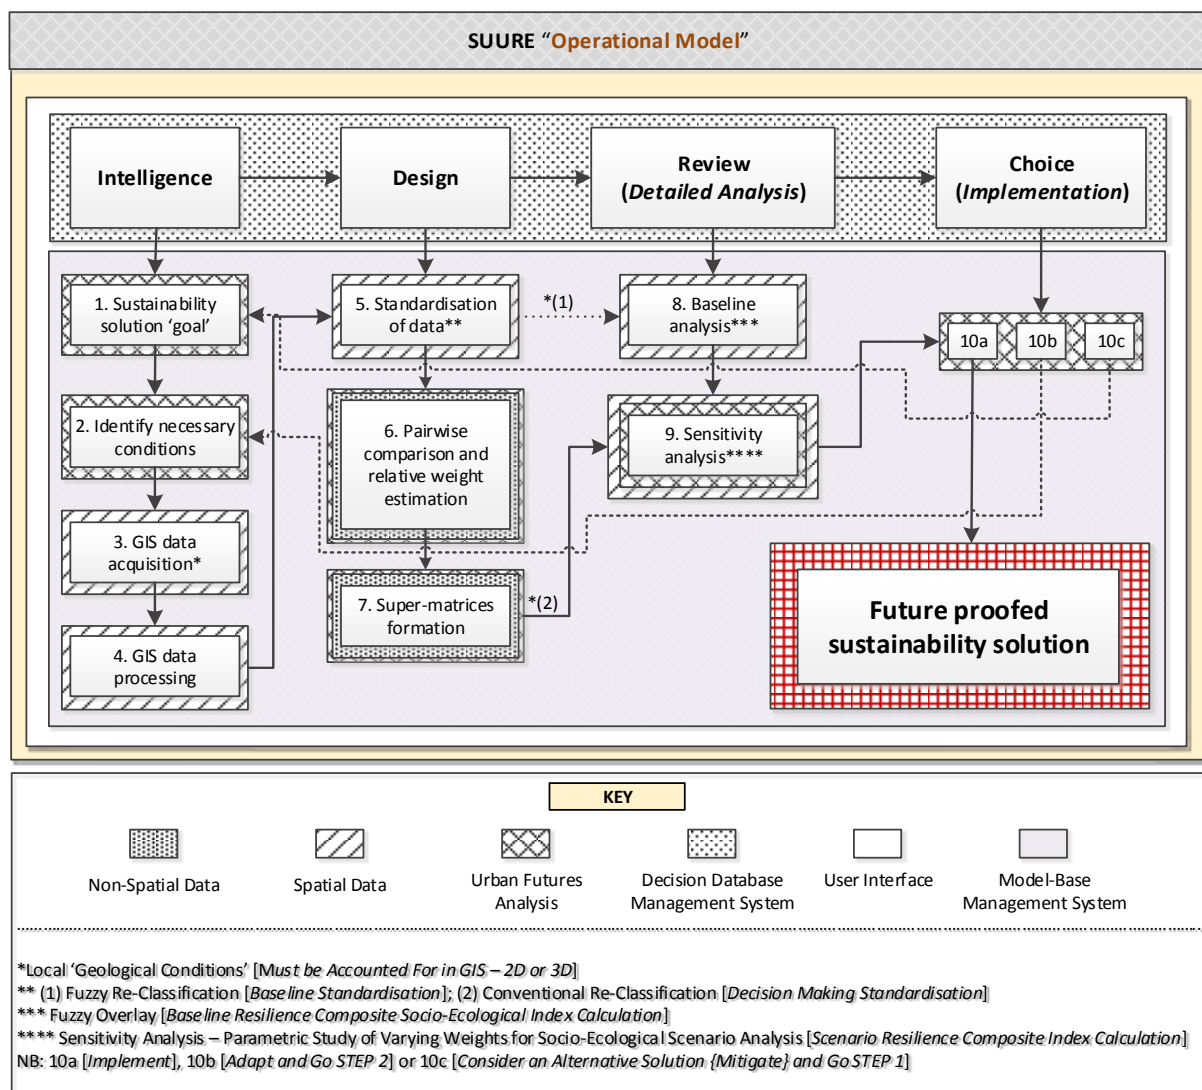 SUURE “Operational Model”
Intelligence
Design
Review
(Detailed Analysis)
Choice
(Implementation)
1. Sustainability
solution ‘goal’
2. Identify necessary
conditions
3. GIS data
acquisition*
4. GIS data
processing
5. Standardisation
of data**
*(1)
6. Pairwise
comparison and
relative weight
estimation
7. Super-matrices
formation
*(2)
8. Baseline
analysis***
9. Sensitivity
analysis****
10a
10b
10c
Future proofed
sustainability solution
KEY
Non-Spatial Data
Spatial Data
Urban Futures
Analysis
Decision Database
Management System
User Interface
Model-Base
Management System
*Local ‘Geological Conditions’ [Must be Accounted For in GIS – 2D or 3D]
** (1) Fuzzy Re-Classification [Baseline Standardisation]; (2) Conventional Re-Classification [Decision Making Standardisation]
*** Fuzzy Overlay [Baseline Resilience Composite Socio-Ecological Index Calculation]
**** Sensitivity Analysis – Parametric Study of Varying Weights for Socio-Ecological Scenario Analysis [Scenario Resilience Composite Index Calculation]
NB: 10a [Implement], 10b [Adapt and Go STEP 2] or 10c [Consider an Alternative Solution {Mitigate} and Go STEP 1]